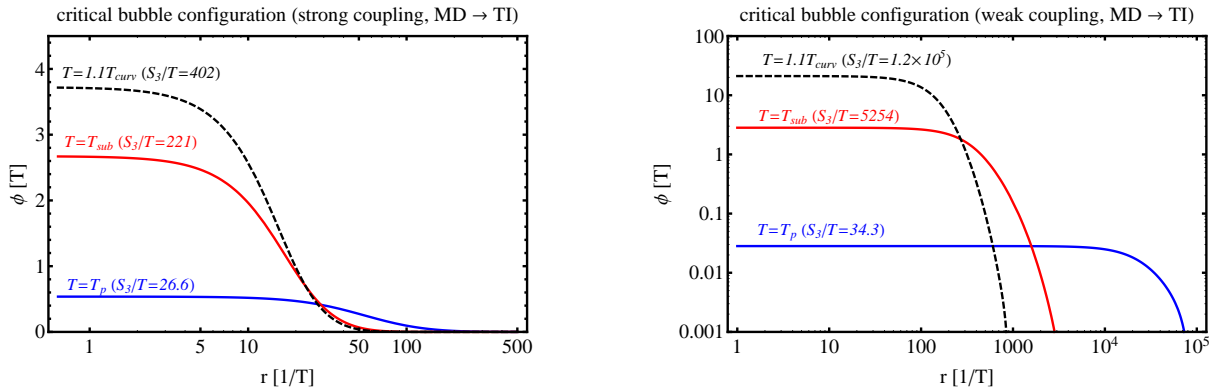 critical bubble configuration (strong coupling, MD → TI)
4
3
2
1
0
ϕ [T]
T=1.1T_curv (S_3/T=402)
T=T_sub (S_3/T=221)
T=T_p (S_3/T=26.6)
1 5 10 50 100 500
r [1/T]
critical bubble configuration (weak coupling, MD → TI)
100
10
1
0.1
0.01
0.001
ϕ [T]
T=1.1T_curv (S_3/T=1.2×10^5)
T=T_sub (S_3/T=5254)
T=T_p (S_3/T=34.3)
1 10 100 1000 10^4 10^5
r [1/T]